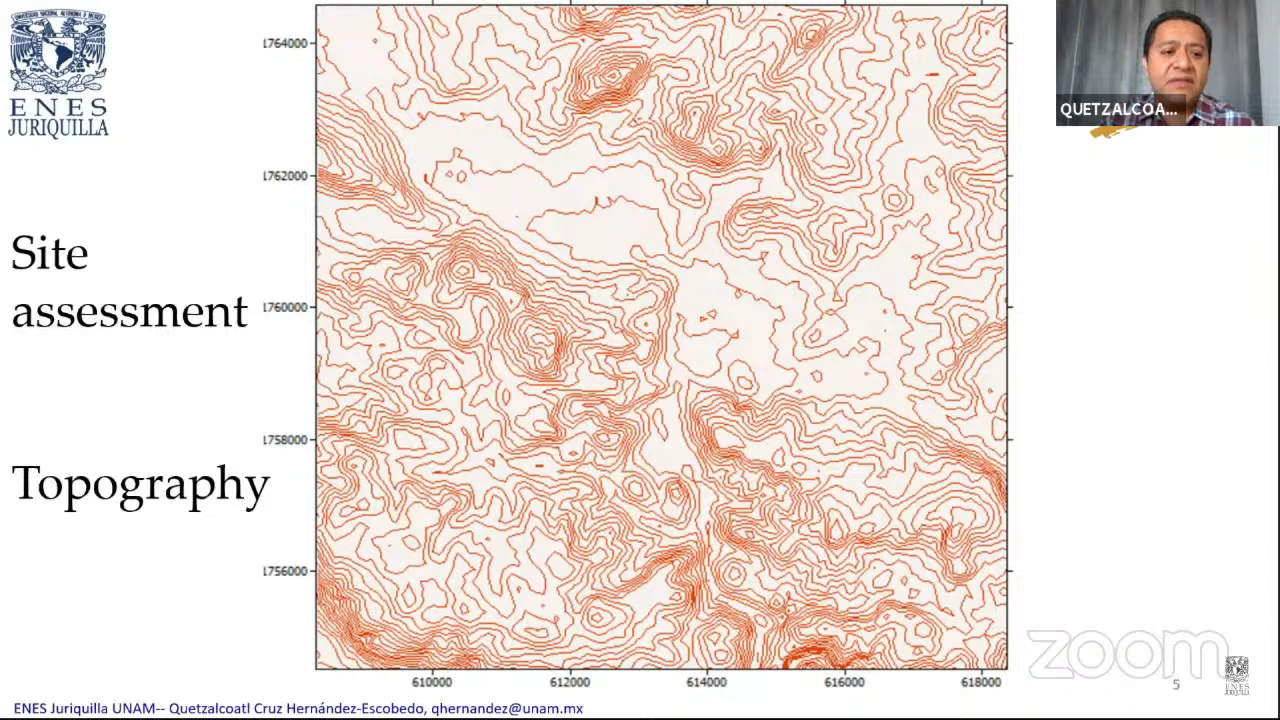 ENES
JURIQUILLA
Site
assessment
Topography
1764000
1762000
1760000
1758000
1756000
610000
612000
614000
616000
618000
QUETZALCOA...
zoom
5
ENES Juriquilla UNAM-- Quetzalcoatl Cruz Hernández-Escobedo, qhernandez@unam.mx